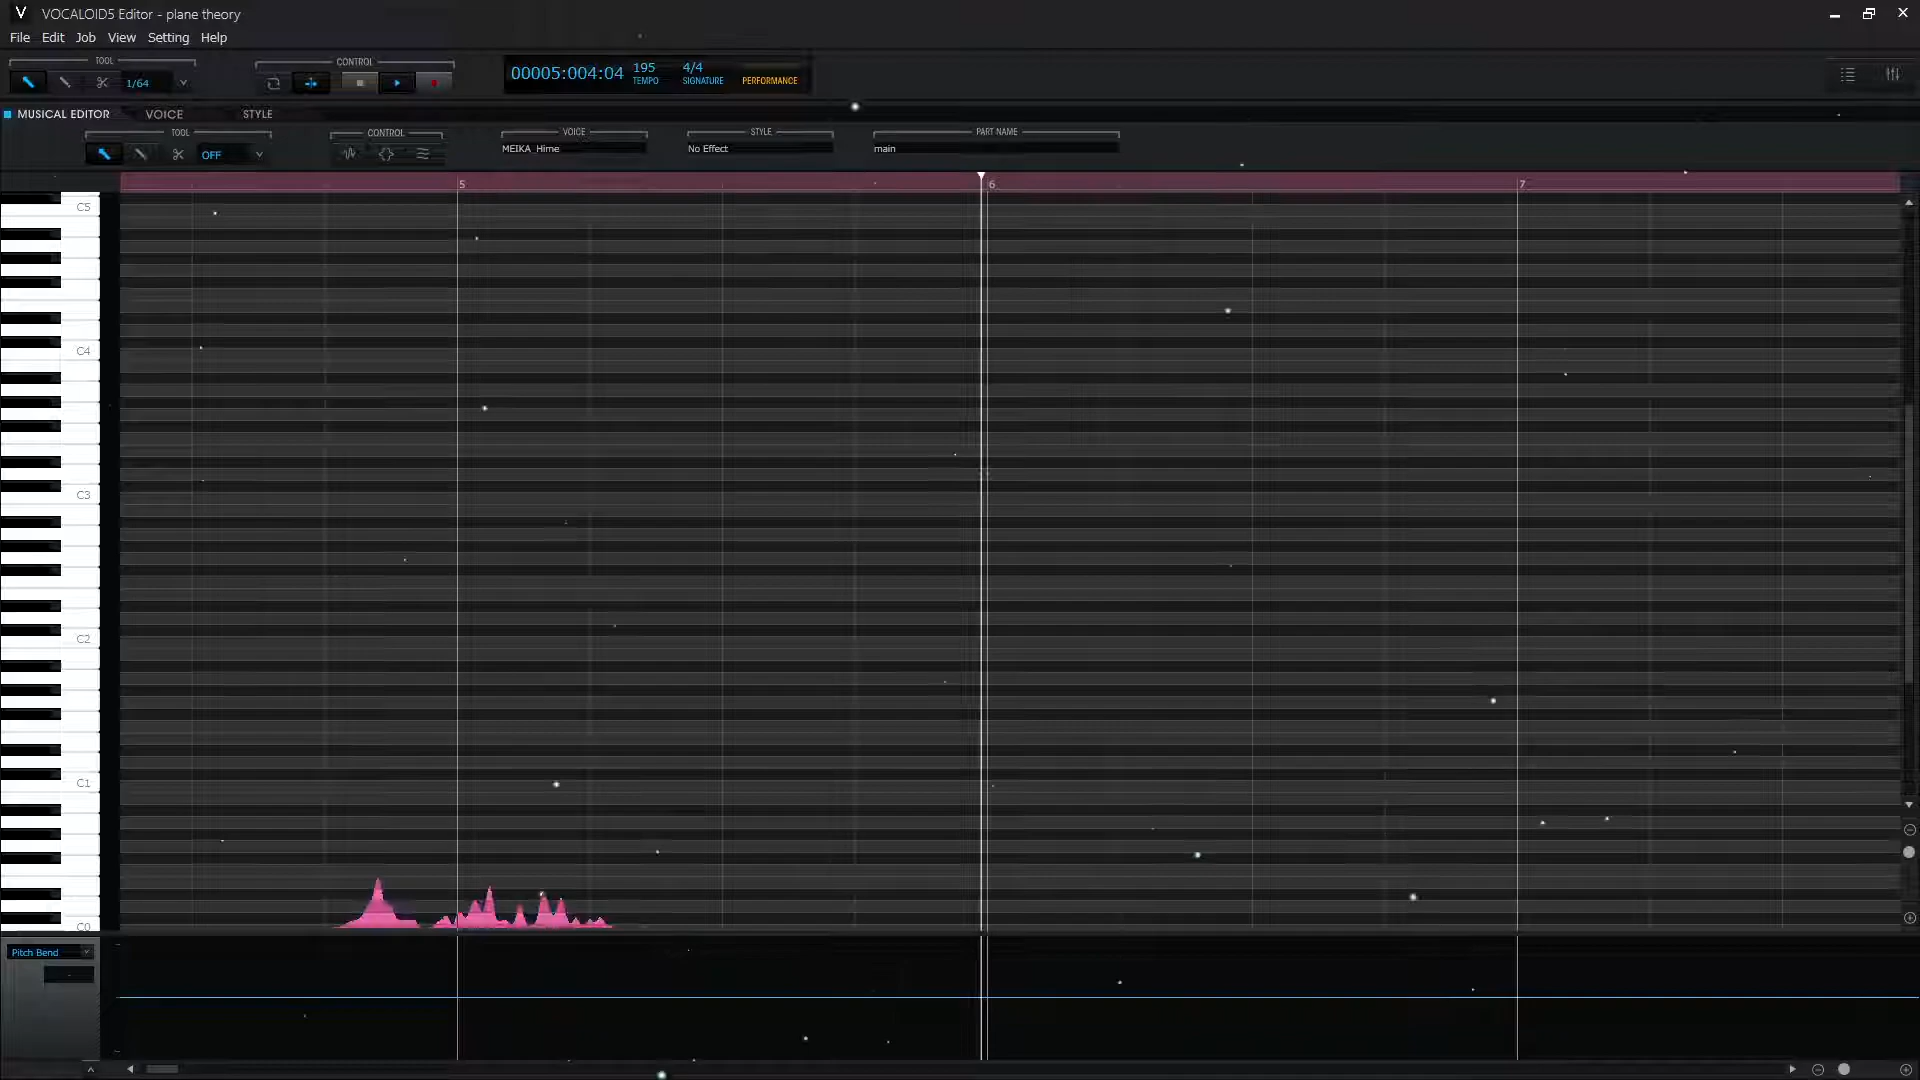 V VOCALOID5 Editor - plane theory
File Edit Job View Setting Help
TOOL CONTROL
1/64
00005:004:04 195 TEMPO 4/4 SIGNATURE PERFORMANCE
MUSICAL EDITOR VOICE STYLE
TOOL CONTROL VOICE STYLE PART NAME
OFF MEIKA_Hime No Effect main
5 6 7
C5
C4
C3
C2
C1
C0
Pitch Bend